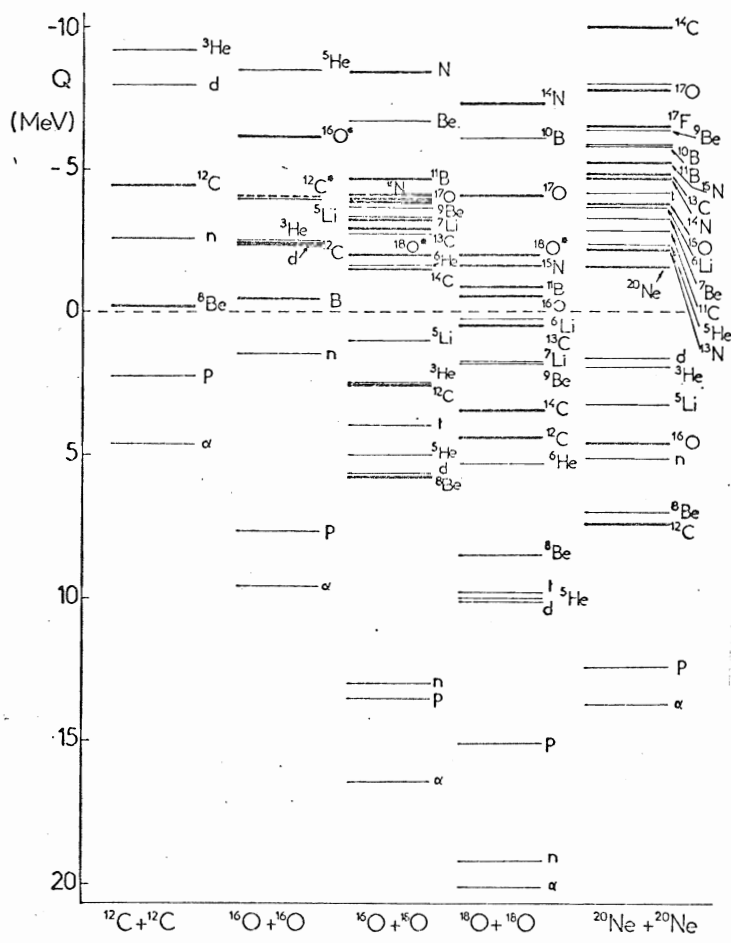 Q
(MeV)
-10
-5
0
5
10
15
20
³He
d
¹²C
n
⁸Be
p
α
¹²C+¹²C
⁵He
¹⁶O*
¹²C*
⁵Li
³He
d
¹²C
B
n
p
α
¹⁶O+¹⁶O
N
Be
¹¹B
N
¹⁷O
⁹Be
⁷Li
¹³C
¹⁸O*
⁶He
¹⁴C
⁵Li
³He
¹²C
t
⁵He
d
⁸Be
n
p
α
¹⁴N
¹⁰B
¹⁷O
¹⁸O*
¹⁵N
¹¹B
¹⁶O
⁶Li
¹³C
⁷Li
⁹Be
¹⁴C
¹²C
⁶He
⁸Be
t
⁵He
d
p
n
α
¹⁸O+¹⁸O
¹⁴C
¹⁷O
¹⁷F
⁹Be
¹⁰B
¹¹B
¹⁵N
t
¹³C
¹⁴N
¹⁵O
⁶Li
²⁰Ne
⁷Be
¹¹C
⁵He
¹³N
d
³He
⁵Li
¹⁶O
n
⁸Be
¹²C
p
α
²⁰Ne+²⁰Ne